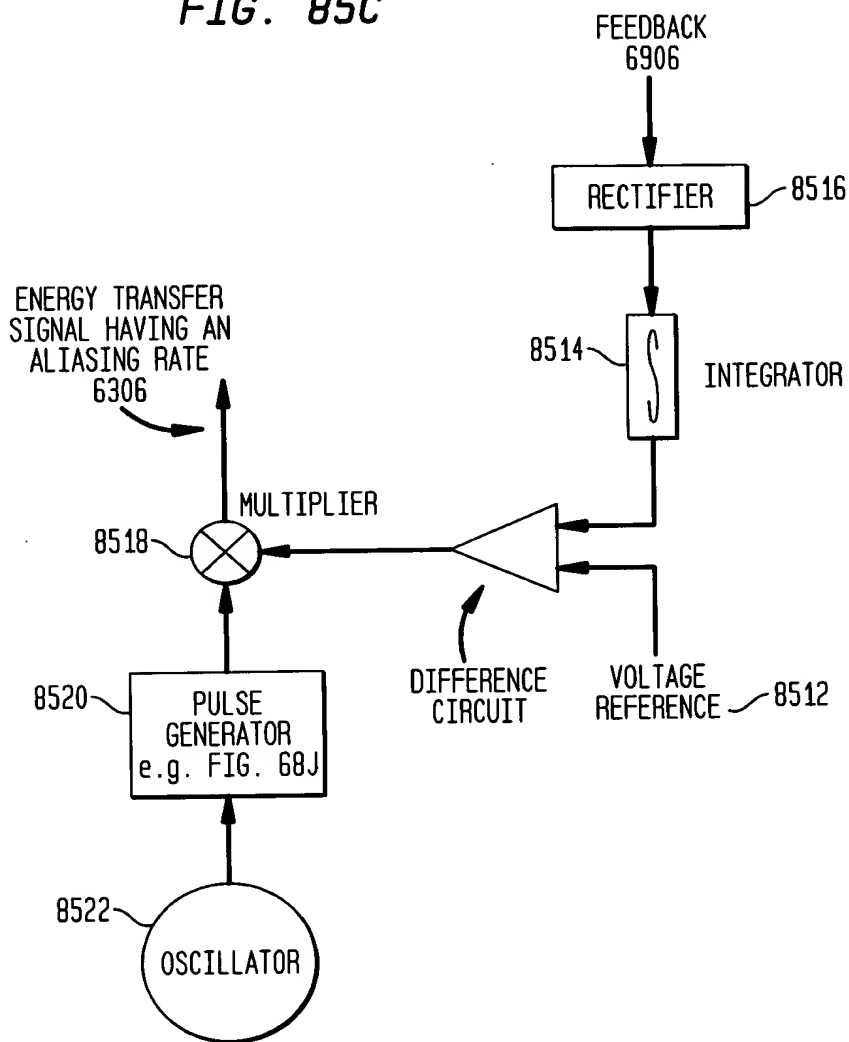 FIG. 85C
FEEDBACK
6906
RECTIFIER
8516
ENERGY TRANSFER
SIGNAL HAVING AN
ALIASING RATE
6306
8514
INTEGRATOR
MULTIPLIER
8518
8520
PULSE
GENERATOR
e.g. FIG. 68J
DIFFERENCE
CIRCUIT
VOLTAGE
REFERENCE
8512
8522
OSCILLATOR